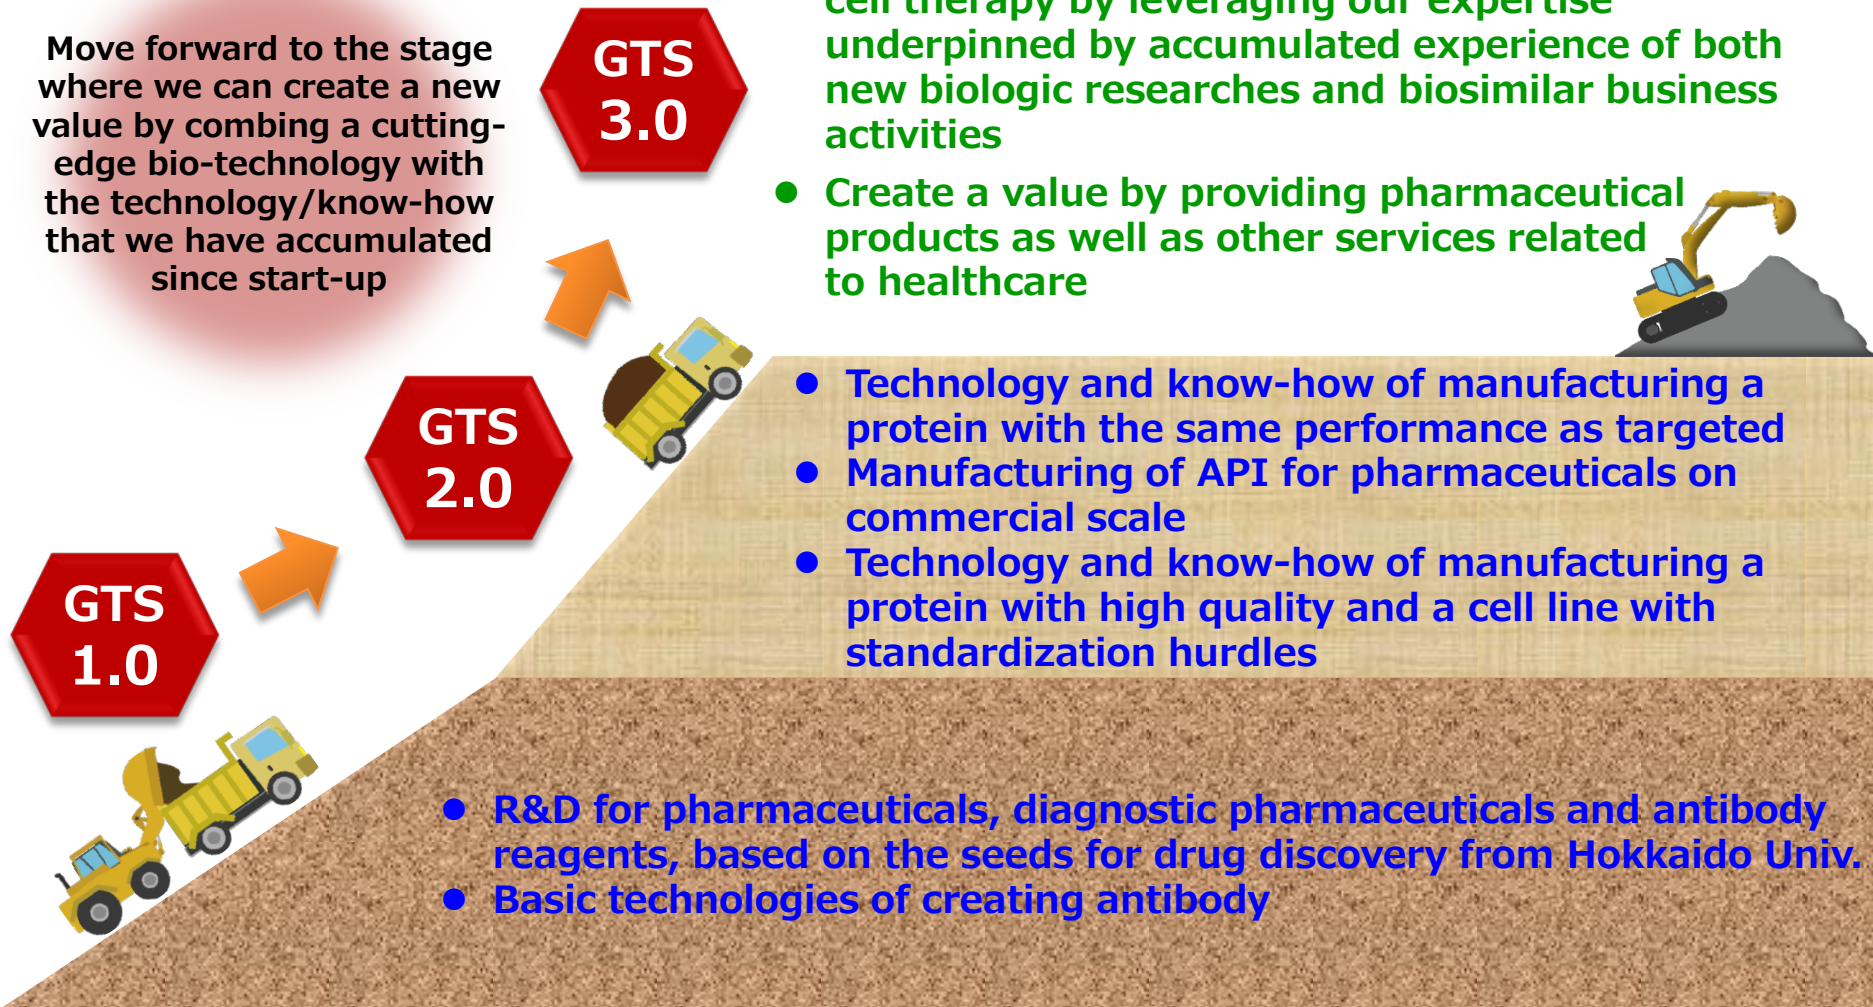 Move forward to the stage
where we can create a new
value by combing a cutting-
edge bio-technology with
the technology/know-how
that we have accumulated
since start-up
GTS
3.0
cell therapy by leveraging our expertise
underpinned by accumulated experience of both
new biologic researches and biosimilar business
activities
● Create a value by providing pharmaceutical
products as well as other services related
to healthcare
GTS
2.0
● Technology and know-how of manufacturing a
protein with the same performance as targeted
● Manufacturing of API for pharmaceuticals on
commercial scale
● Technology and know-how of manufacturing a
protein with high quality and a cell line with
standardization hurdles
GTS
1.0
● R&D for pharmaceuticals, diagnostic pharmaceuticals and antibody
reagents, based on the seeds for drug discovery from Hokkaido Univ.
● Basic technologies of creating antibody